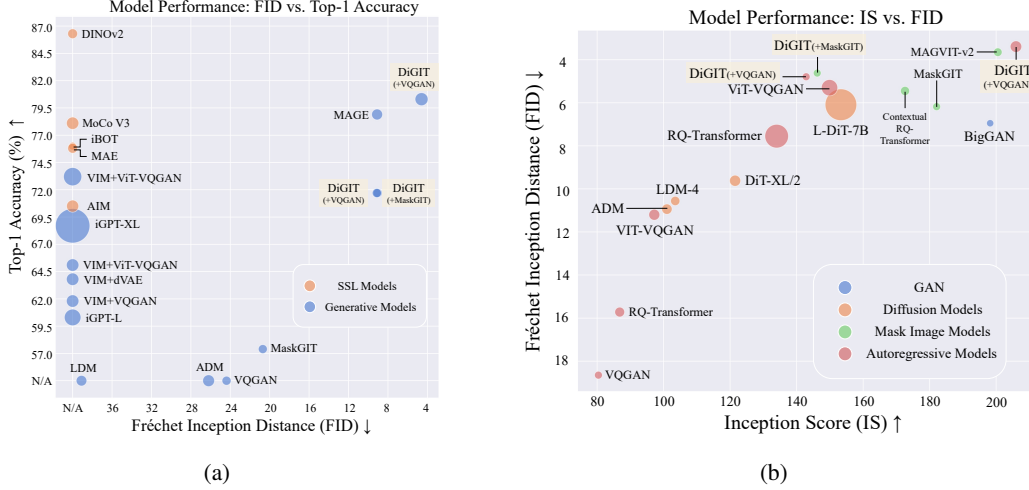 Model Performance: FID vs. Top-1 Accuracy
Top-1 Accuracy (%) ↑
87.0
84.5
82.0
79.5
77.0
74.5
72.0
69.5
67.0
64.5
62.0
59.5
57.0
N/A
DINOv2
DiGIT
(+VQGAN)
MAGE
MoCo V3
iBOT
MAE
VIM+ViT-VQGAN
DiGIT
(+VQGAN)
DiGIT
(+MaskGIT)
AIM
iGPT-XL
VIM+ViT-VQGAN
VIM+dVAE
VIM+VQGAN
iGPT-L
SSL Models
Generative Models
MaskGIT
LDM
ADM
VQGAN
N/A 36 32 28 24 20 16 12 8 4
Fréchet Inception Distance (FID) ↓
(a)
Model Performance: IS vs. FID
Fréchet Inception Distance (FID) ↓
4
6
8
10
12
14
16
18
DiGIT(+MaskGIT)
MAGVIT-v2
DiGIT
(+VQGAN)
DiGIT(+VQGAN)
ViT-VQGAN
MaskGIT
L-DiT-7B
Contextual
RQ-
Transformer
BigGAN
RQ-Transformer
DiT-XL/2
LDM-4
ADM
VIT-VQGAN
RQ-Transformer
VQGAN
GAN
Diffusion Models
Mask Image Models
Autoregressive Models
80 100 120 140 160 180 200
Inception Score (IS) ↑
(b)